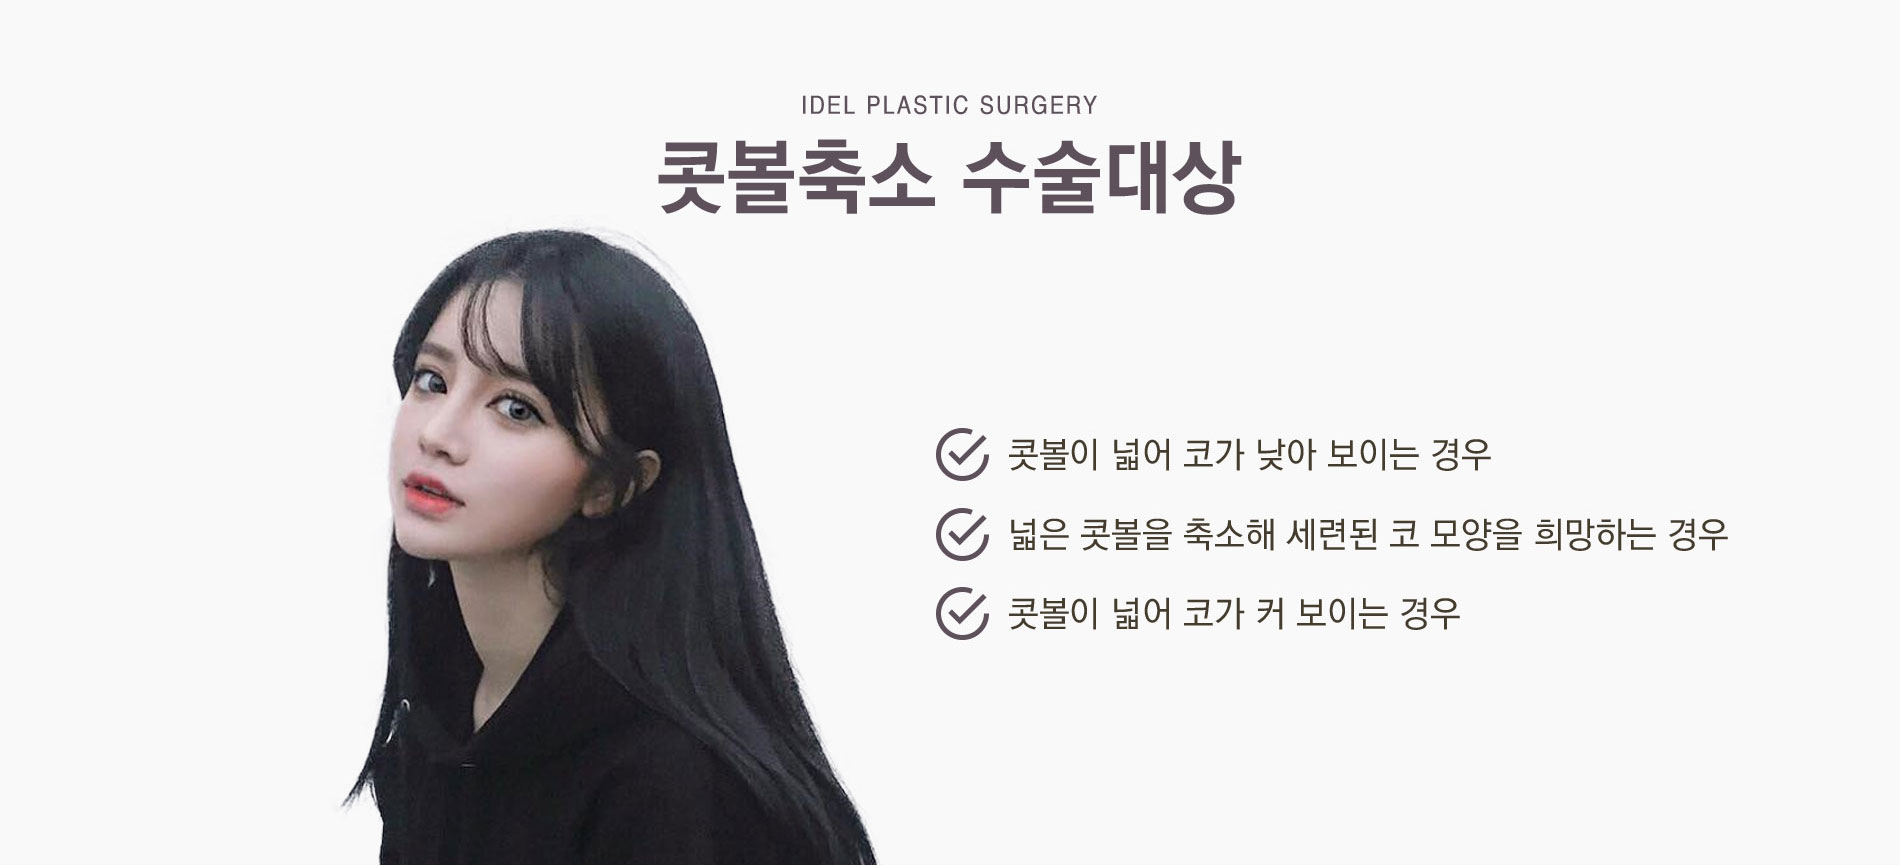 IDEL PLASTIC SURGERY
콧볼축소 수술대상
콧볼이 넓어 코가 낮아 보이는 경우
넓은 콧볼을 축소해 세련된 코 모양을 희망하는 경우
콧볼이 넓어 코가 커 보이는 경우